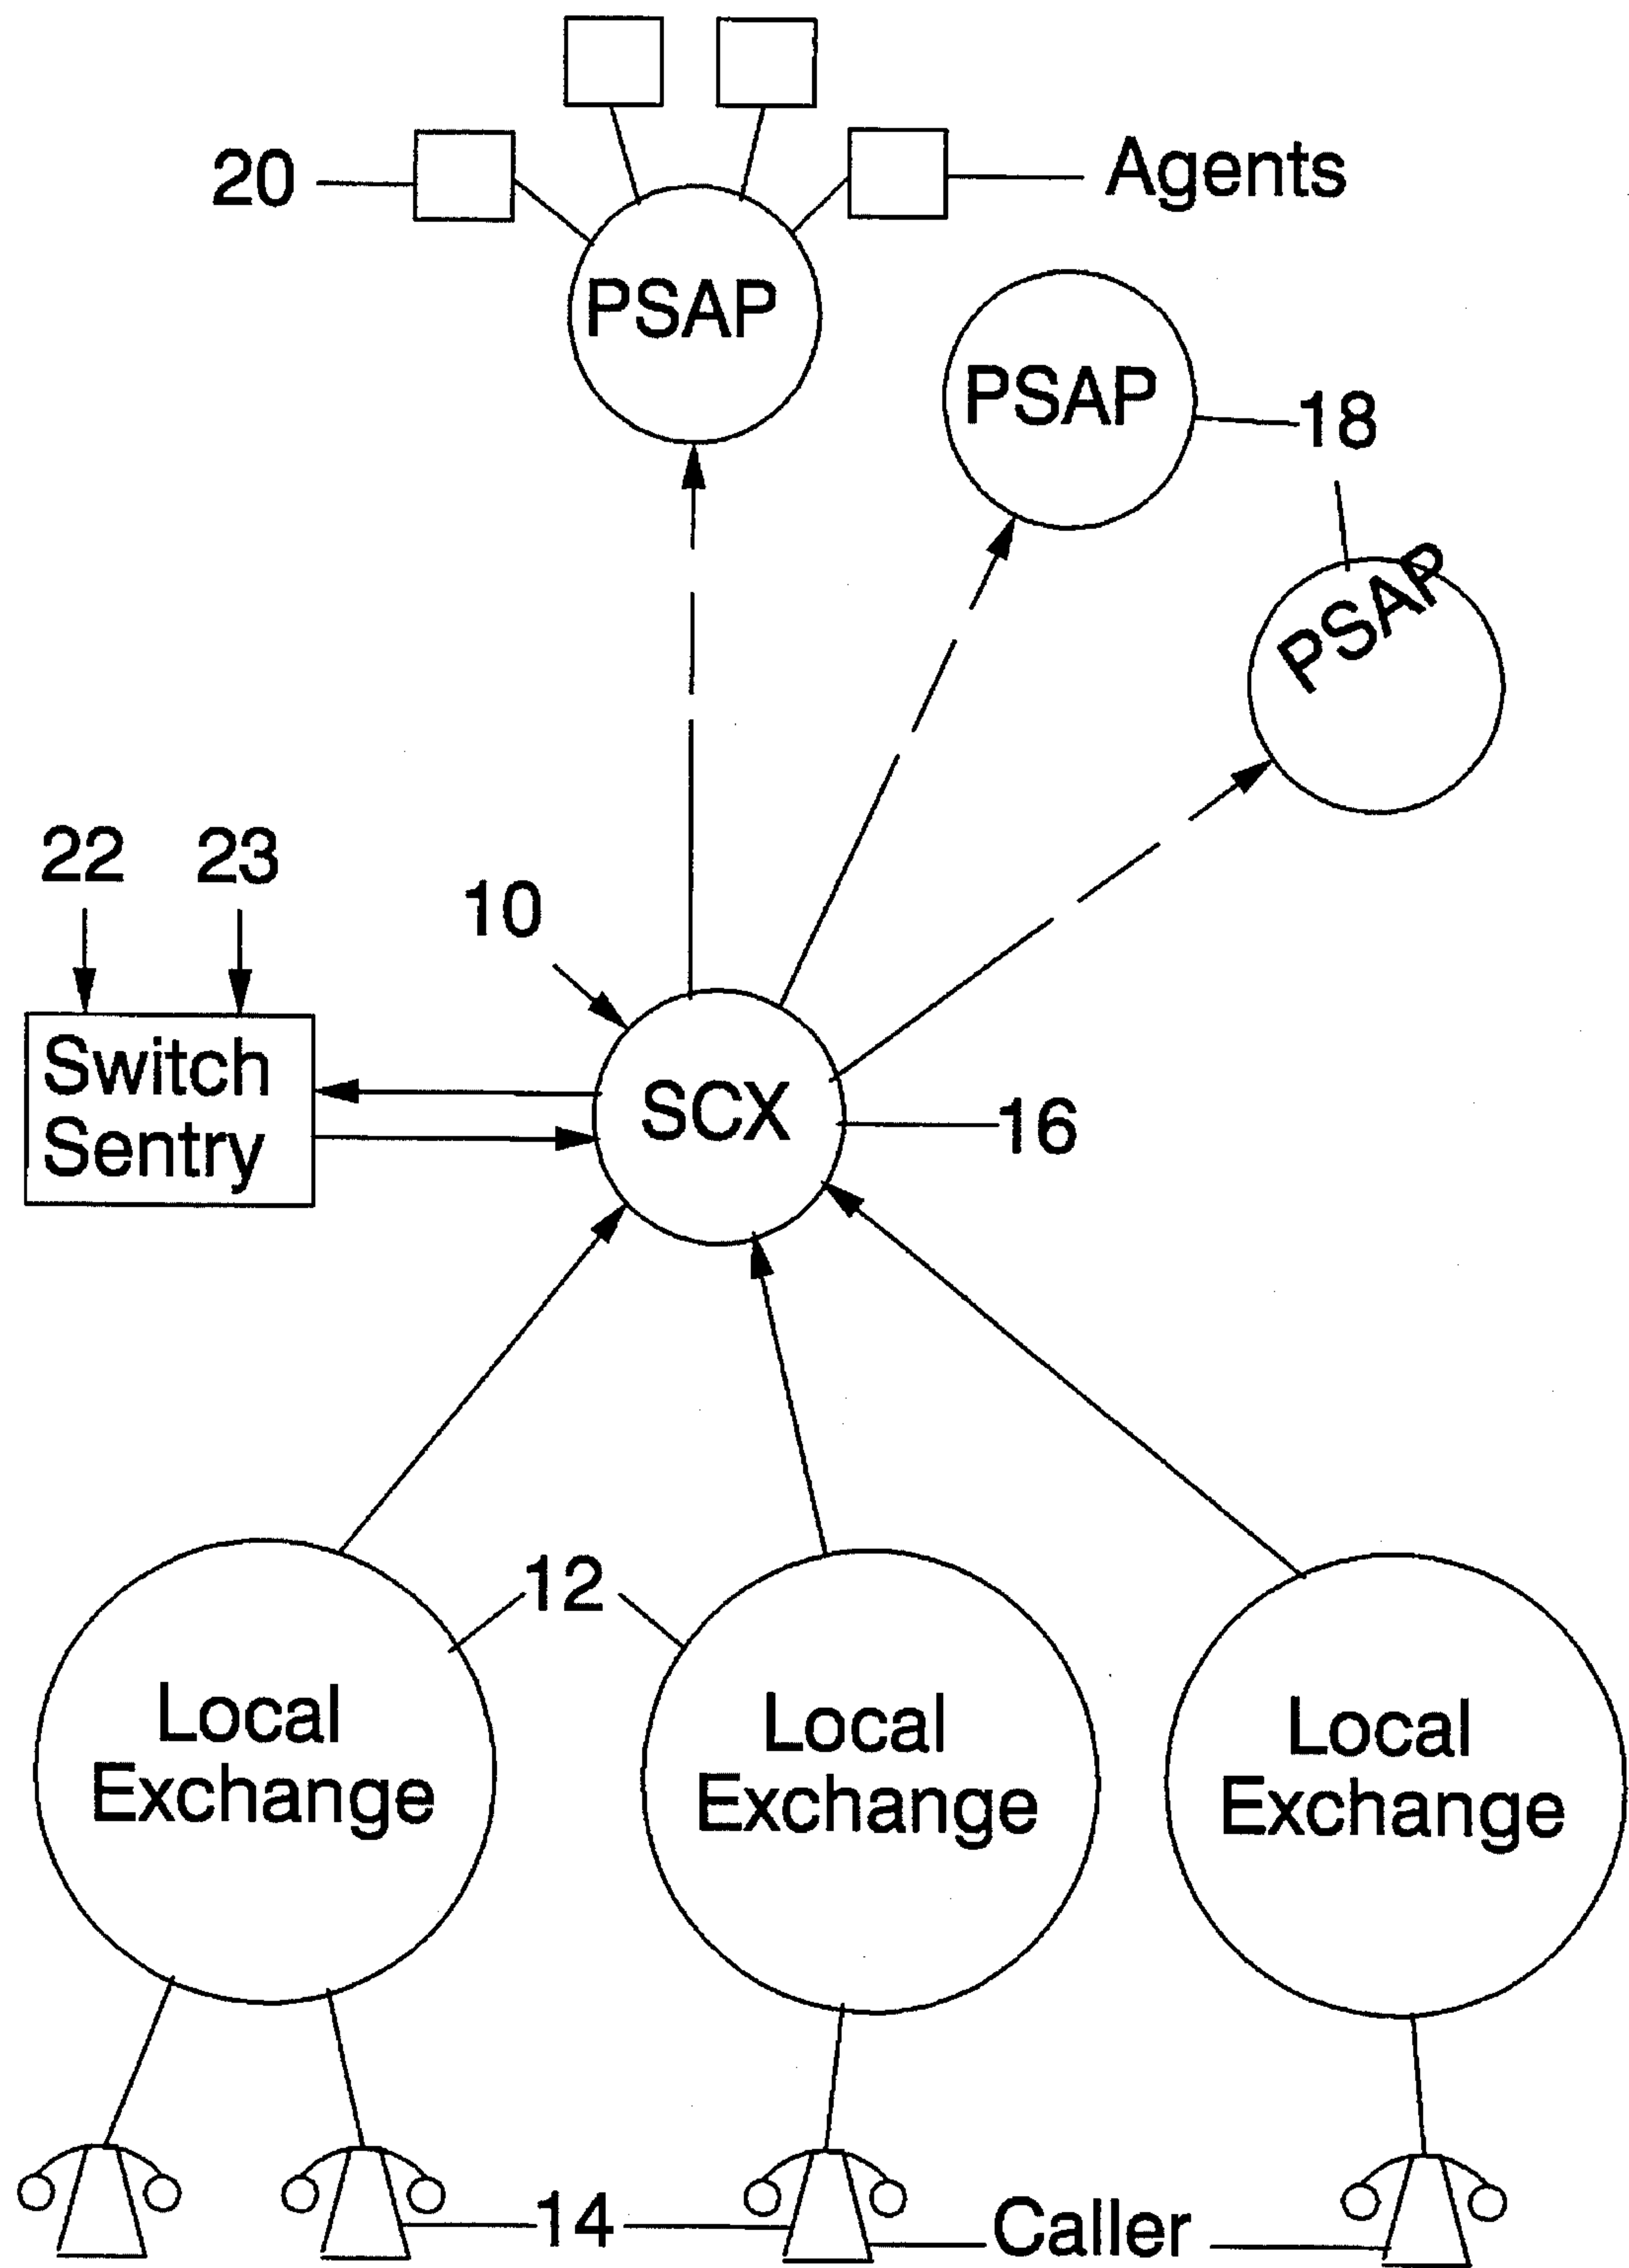 20
Agents
PSAP
PSAP
18
PSAP
22
23
10
Switch
Sentry
SCX
16
12
Local
Exchange
Local
Exchange
Local
Exchange
14
Caller